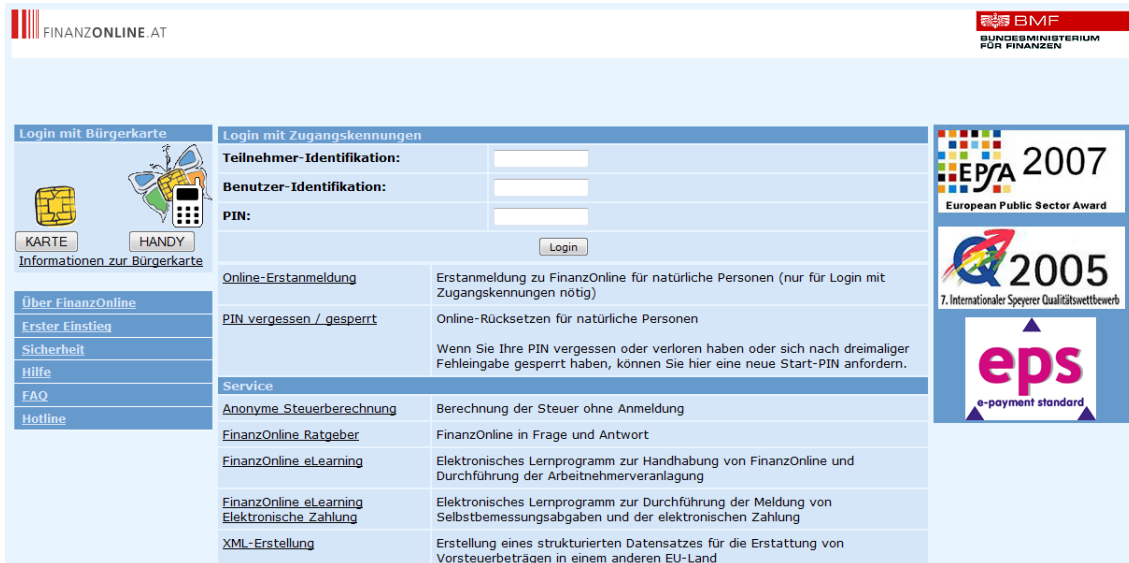 FINANZONLINE.AT
BMF
BUNDESMINISTERIUM
FÜR FINANZEN
Login mit Bürgerkarte
KARTE
HANDY
Informationen zur Bürgerkarte
Über FinanzOnline
Erster Einstieg
Sicherheit
Hilfe
FAQ
Hotline
Login mit Zugangskennungen
Teilnehmer-Identifikation:
Benutzer-Identifikation:
PIN:
Login
Online-Erstanmeldung
Erstanmeldung zu FinanzOnline für natürliche Personen (nur für Login mit
Zugangskennungen nötig)
PIN vergessen / gesperrt
Online-Rücksetzen für natürliche Personen
Wenn Sie Ihre PIN vergessen oder verloren haben oder sich nach dreimaliger
Fehleingabe gesperrt haben, können Sie hier eine neue Start-PIN anfordern.
Service
Anonyme Steuerberechnung
Berechnung der Steuer ohne Anmeldung
FinanzOnline Ratgeber
FinanzOnline in Frage und Antwort
FinanzOnline eLearning
Elektronisches Lernprogramm zur Handhabung von FinanzOnline und
Durchführung der Arbeitnehmerveranlagung
FinanzOnline eLearning
Elektronische Zahlung
Elektronisches Lernprogramm zur Durchführung der Meldung von
Selbstbemessungsabgaben und der elektronischen Zahlung
XML-Erstellung
Erstellung eines strukturierten Datensatzes für die Erstattung von
Vorsteuerbeträgen in einem anderen EU-Land
EPSA 2007
European Public Sector Award
2005
7. Internationaler Speyerer Qualitätswettbewerb
eps
e-payment standard